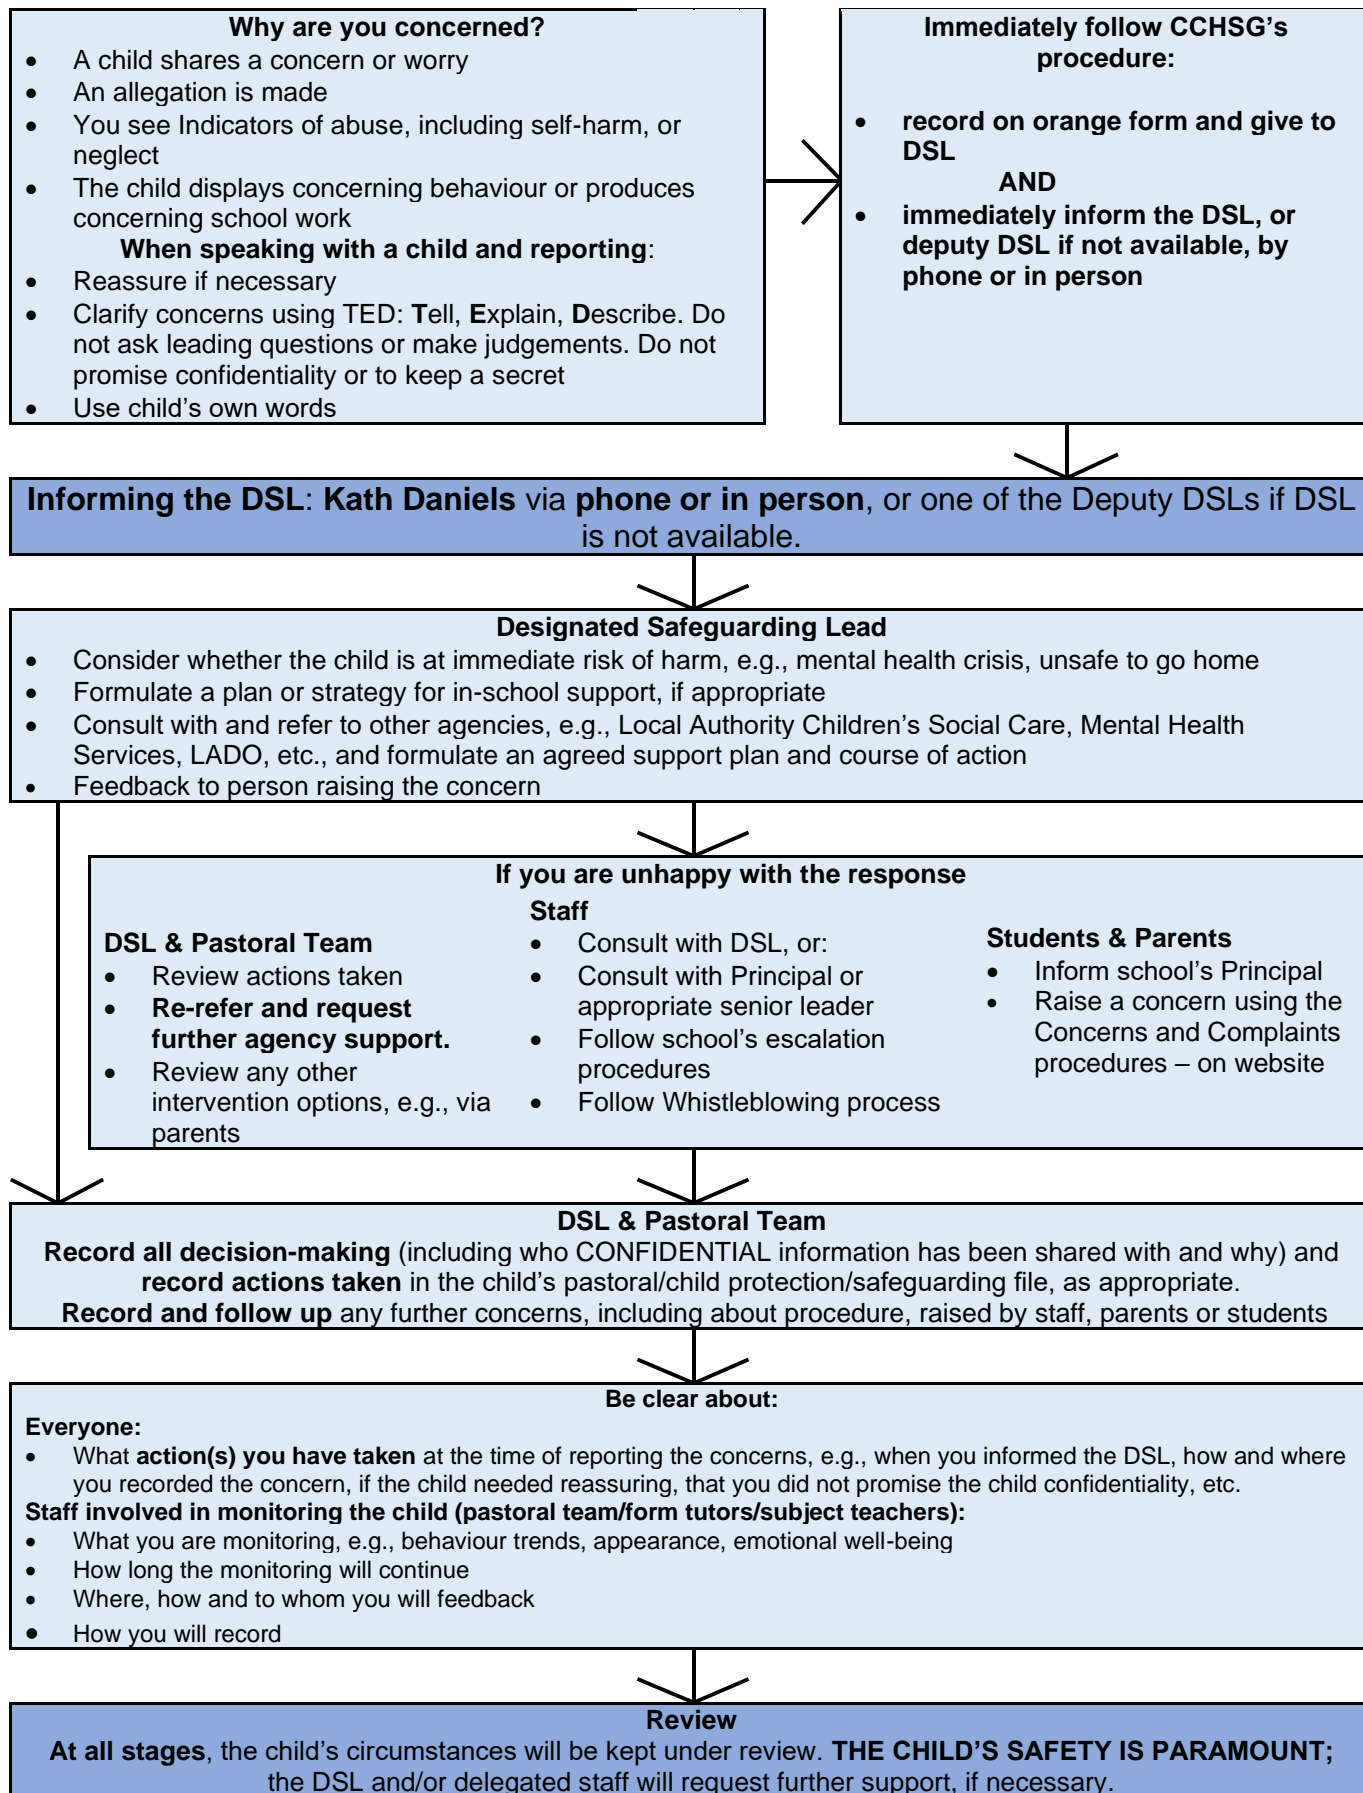 Why are you concerned?
• A child shares a concern or worry
• An allegation is made
• You see Indicators of abuse, including self-harm, or
neglect
• The child displays concerning behaviour or produces
concerning school work
When speaking with a child and reporting:
• Reassure if necessary
• Clarify concerns using TED: Tell, Explain, Describe. Do
not ask leading questions or make judgements. Do not
promise confidentiality or to keep a secret
• Use child’s own words
Immediately follow CCHSG’s
procedure:
• record on orange form and give to
DSL
AND
• immediately inform the DSL, or
deputy DSL if not available, by
phone or in person
Informing the DSL: Kath Daniels via phone or in person, or one of the Deputy DSLs if DSL
is not available.
Designated Safeguarding Lead
• Consider whether the child is at immediate risk of harm, e.g., mental health crisis, unsafe to go home
• Formulate a plan or strategy for in-school support, if appropriate
• Consult with and refer to other agencies, e.g., Local Authority Children’s Social Care, Mental Health
Services, LADO, etc., and formulate an agreed support plan and course of action
• Feedback to person raising the concern
If you are unhappy with the response
DSL & Pastoral Team
• Review actions taken
• Re-refer and request
further agency support.
• Review any other
intervention options, e.g., via
parents
Staff
• Consult with DSL, or:
• Consult with Principal or
appropriate senior leader
• Follow school’s escalation
procedures
• Follow Whistleblowing process
Students & Parents
• Inform school’s Principal
• Raise a concern using the
Concerns and Complaints
procedures – on website
DSL & Pastoral Team
Record all decision-making (including who CONFIDENTIAL information has been shared with and why) and
record actions taken in the child’s pastoral/child protection/safeguarding file, as appropriate.
Record and follow up any further concerns, including about procedure, raised by staff, parents or students
Be clear about:
Everyone:
• What action(s) you have taken at the time of reporting the concerns, e.g., when you informed the DSL, how and where
you recorded the concern, if the child needed reassuring, that you did not promise the child confidentiality, etc.
Staff involved in monitoring the child (pastoral team/form tutors/subject teachers):
• What you are monitoring, e.g., behaviour trends, appearance, emotional well-being
• How long the monitoring will continue
• Where, how and to whom you will feedback
• How you will record
Review
At all stages, the child’s circumstances will be kept under review. THE CHILD’S SAFETY IS PARAMOUNT;
the DSL and/or delegated staff will request further support, if necessary.